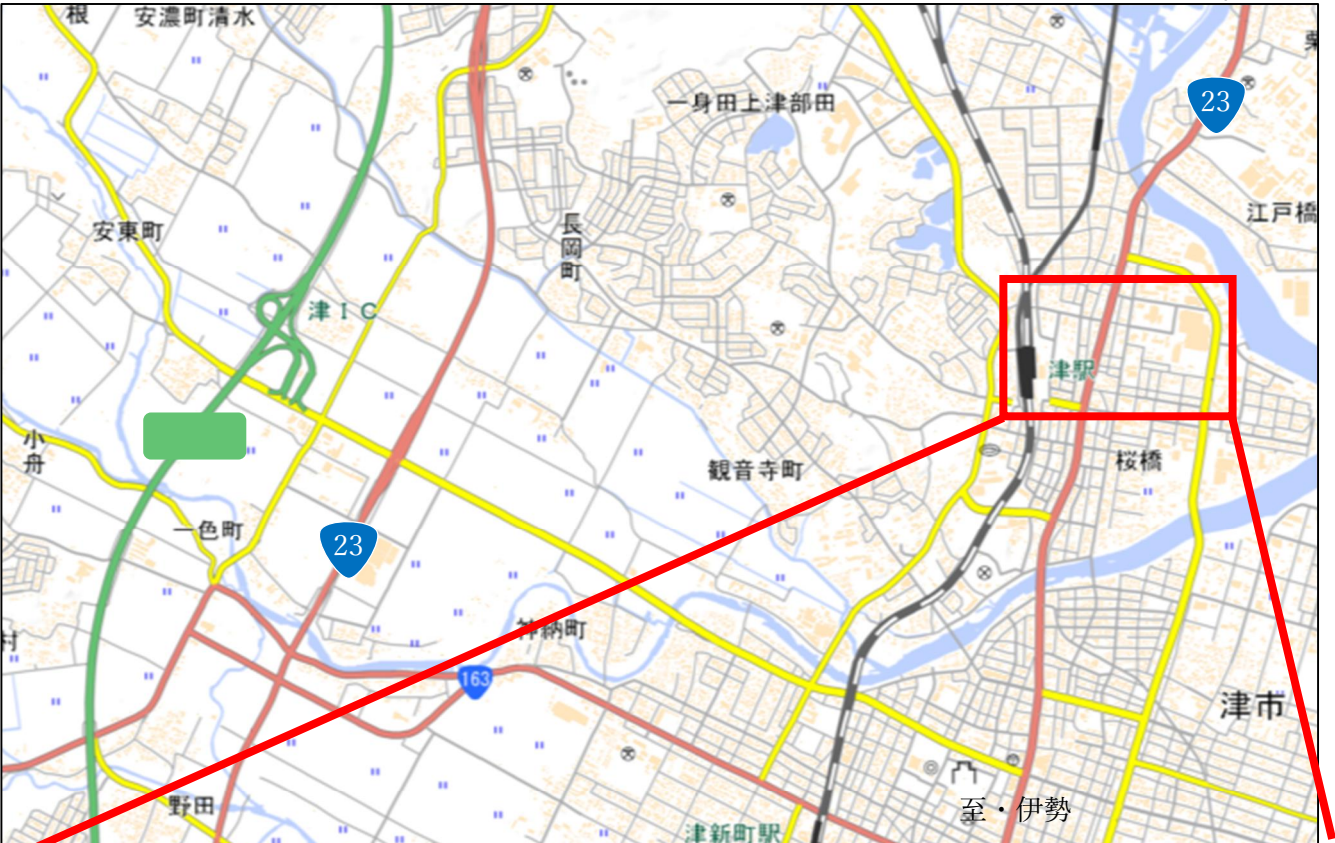 根
安濃町清水
一身田上津部田
23
安東町
長岡町
江戸橋
津IC
津駅
小舟
観音寺町
桜橋
一色町
23
神納町
村
163
津市
野田
至・伊勢
津新町駅